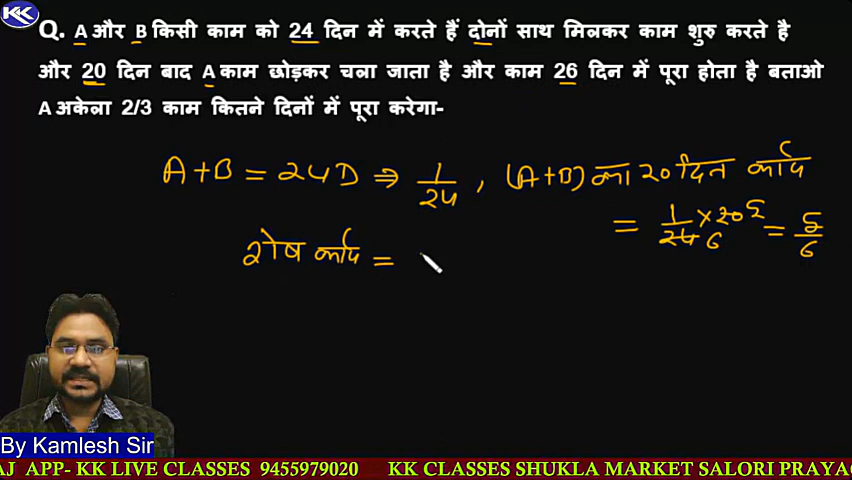 KK
Q. A और B किसी काम को 24 दिन में करते हैं दोनों साथ मिलकर काम शुरु करते है
और 20 दिन बाद A काम छोड़कर चला जाता है और काम 26 दिन में पूरा होता है बताओ
A अकेला 2/3 काम कितने दिनों में पूरा करेगा-
A+B = 24D ⇒ 1/24 , (A+B) का 20 दिन कार्य
= 1/24 × 20 5 6 = 5/6
शेष कार्य =
By Kamlesh Sir
AJ APP- KK LIVE CLASSES 9455979020 KK CLASSES SHUKLA MARKET SALORI PRAYA